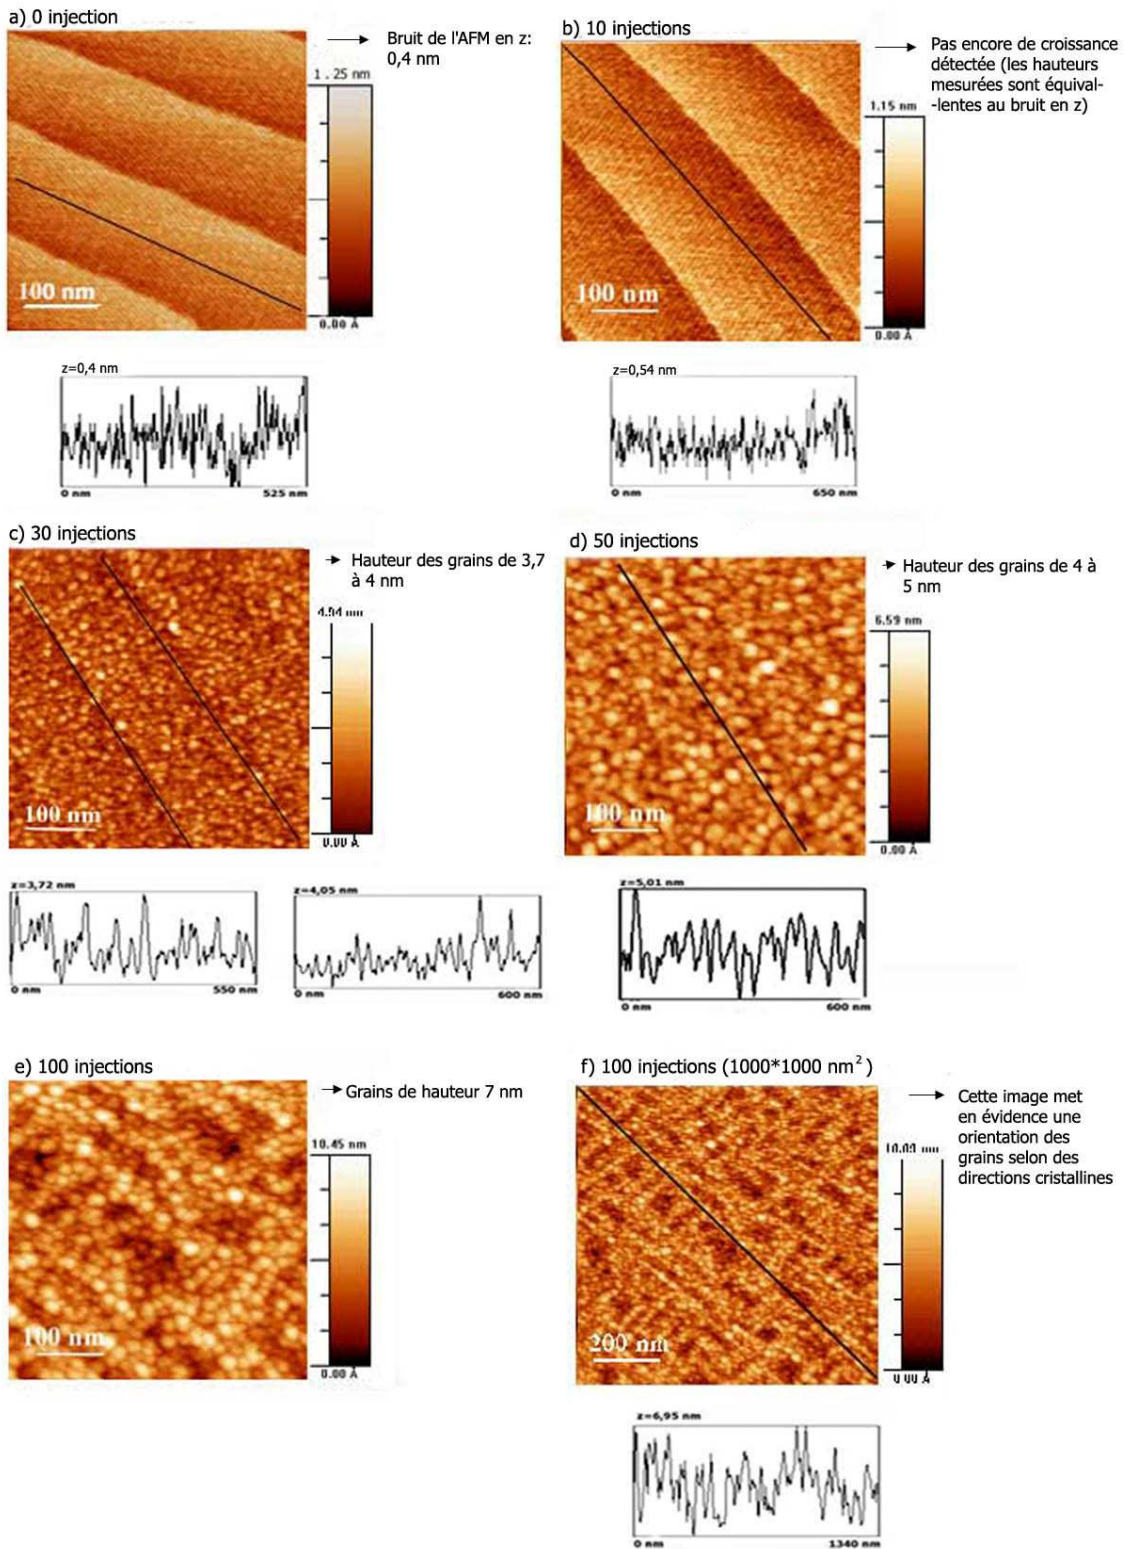 a) 0 injection
Bruit de l'AFM en z:
0,4 nm
1.25 nm
100 nm
0.00 Å
z=0,4 nm
0 nm
525 nm
b) 10 injections
Pas encore de croissance
détectée (les hauteurs
mesurées sont équival-
-lentes au bruit en z)
1.15 nm
100 nm
0.00 Å
z=0,54 nm
0 nm
650 nm
c) 30 injections
Hauteur des grains de 3,7
à 4 nm
4.94 nm
100 nm
0.00 Å
z=3,72 nm
0 nm
550 nm
z=4,05 nm
0 nm
600 nm
d) 50 injections
Hauteur des grains de 4 à
5 nm
6.59 nm
100 nm
0.00 Å
z=5,01 nm
0 nm
600 nm
e) 100 injections
Grains de hauteur 7 nm
10.45 nm
100 nm
0.00 Å
f) 100 injections (1000*1000 nm²)
Cette image met
en évidence une
orientation des
grains selon des
directions cristallines
nm
200 nm
0.00 Å
z=6,95 nm
0 nm
1340 nm